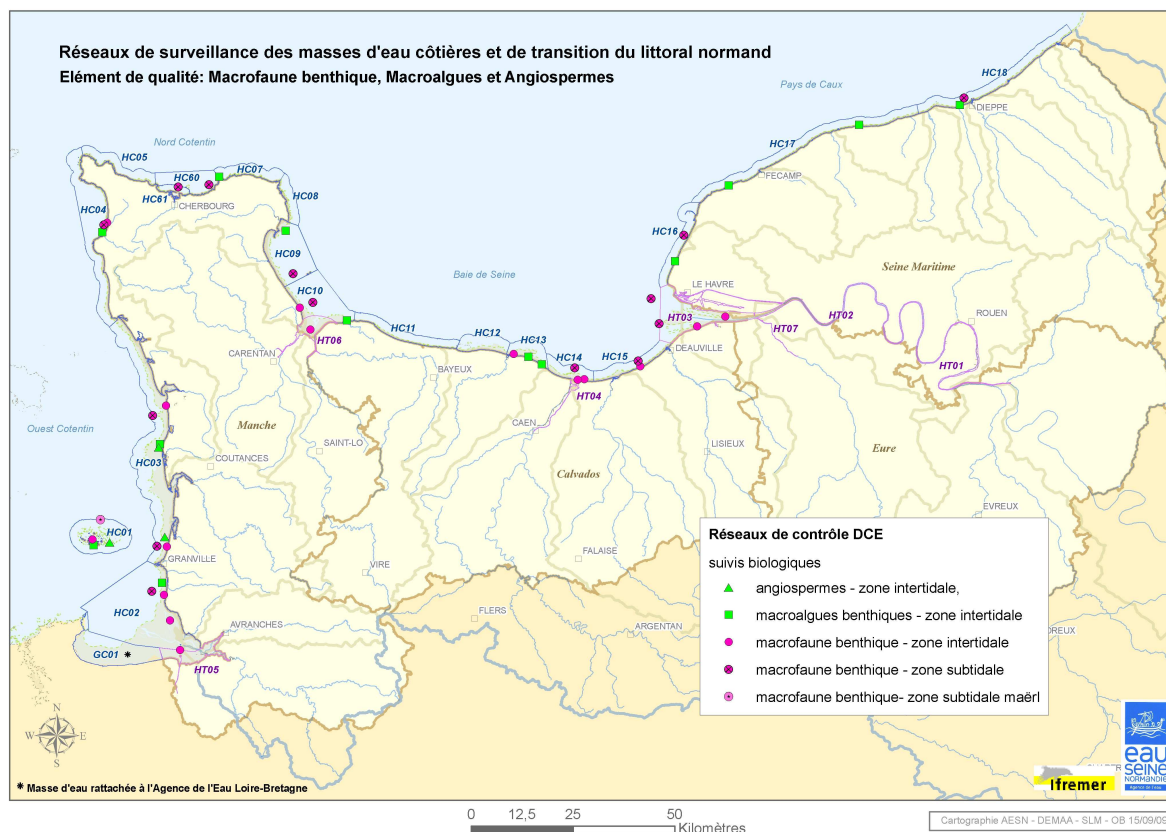 Réseaux de surveillance des masses d'eau côtières et de transition du littoral normand
Elément de qualité: Macrofaune benthique, Macroalgues et Angiospermes
HC18
Pays de Caux
DIEPPE
HC17
Nord Cotentin
HC05
HC60
HC07
HC61
CHERBOURG
FECAMP
HC08
HC04
HC16
HC09
Baie de Seine
Seine Maritime
LE HAVRE
HC10
HT03
HT02
ROUEN
HT07
HC11
HC12
HC13
HT06
CARENTAN
DEAUVILLE
HC14
HC15
HT01
BAYEUX
HT04
Ouest Cotentin
Manche
CAEN
SAINT-LO
LISIEUX
Eure
HC03
COUTANCES
Calvados
EVREUX
HC01
GRANVILLE
FALAISE
VIRE
HC02
FLERS
AVRANCHES
ARGENTAN
DREUX
GC01 *
HT05
Réseaux de contrôle DCE
suivis biologiques
angiospermes - zone intertidale,
macroalgues benthiques - zone intertidale
macrofaune benthique - zone intertidale
macrofaune benthique - zone subtidale
macrofaune benthique- zone subtidale maërl
N
W E
S
* Masse d'eau rattachée à l'Agence de l'Eau Loire-Bretagne
Ifremer
eau
SEINE
NORMANDIE
Agence de l'eau
0 12,5 25 50
Kilomètres
Cartographie AESN - DEMAA - SLM - OB 15/09/09